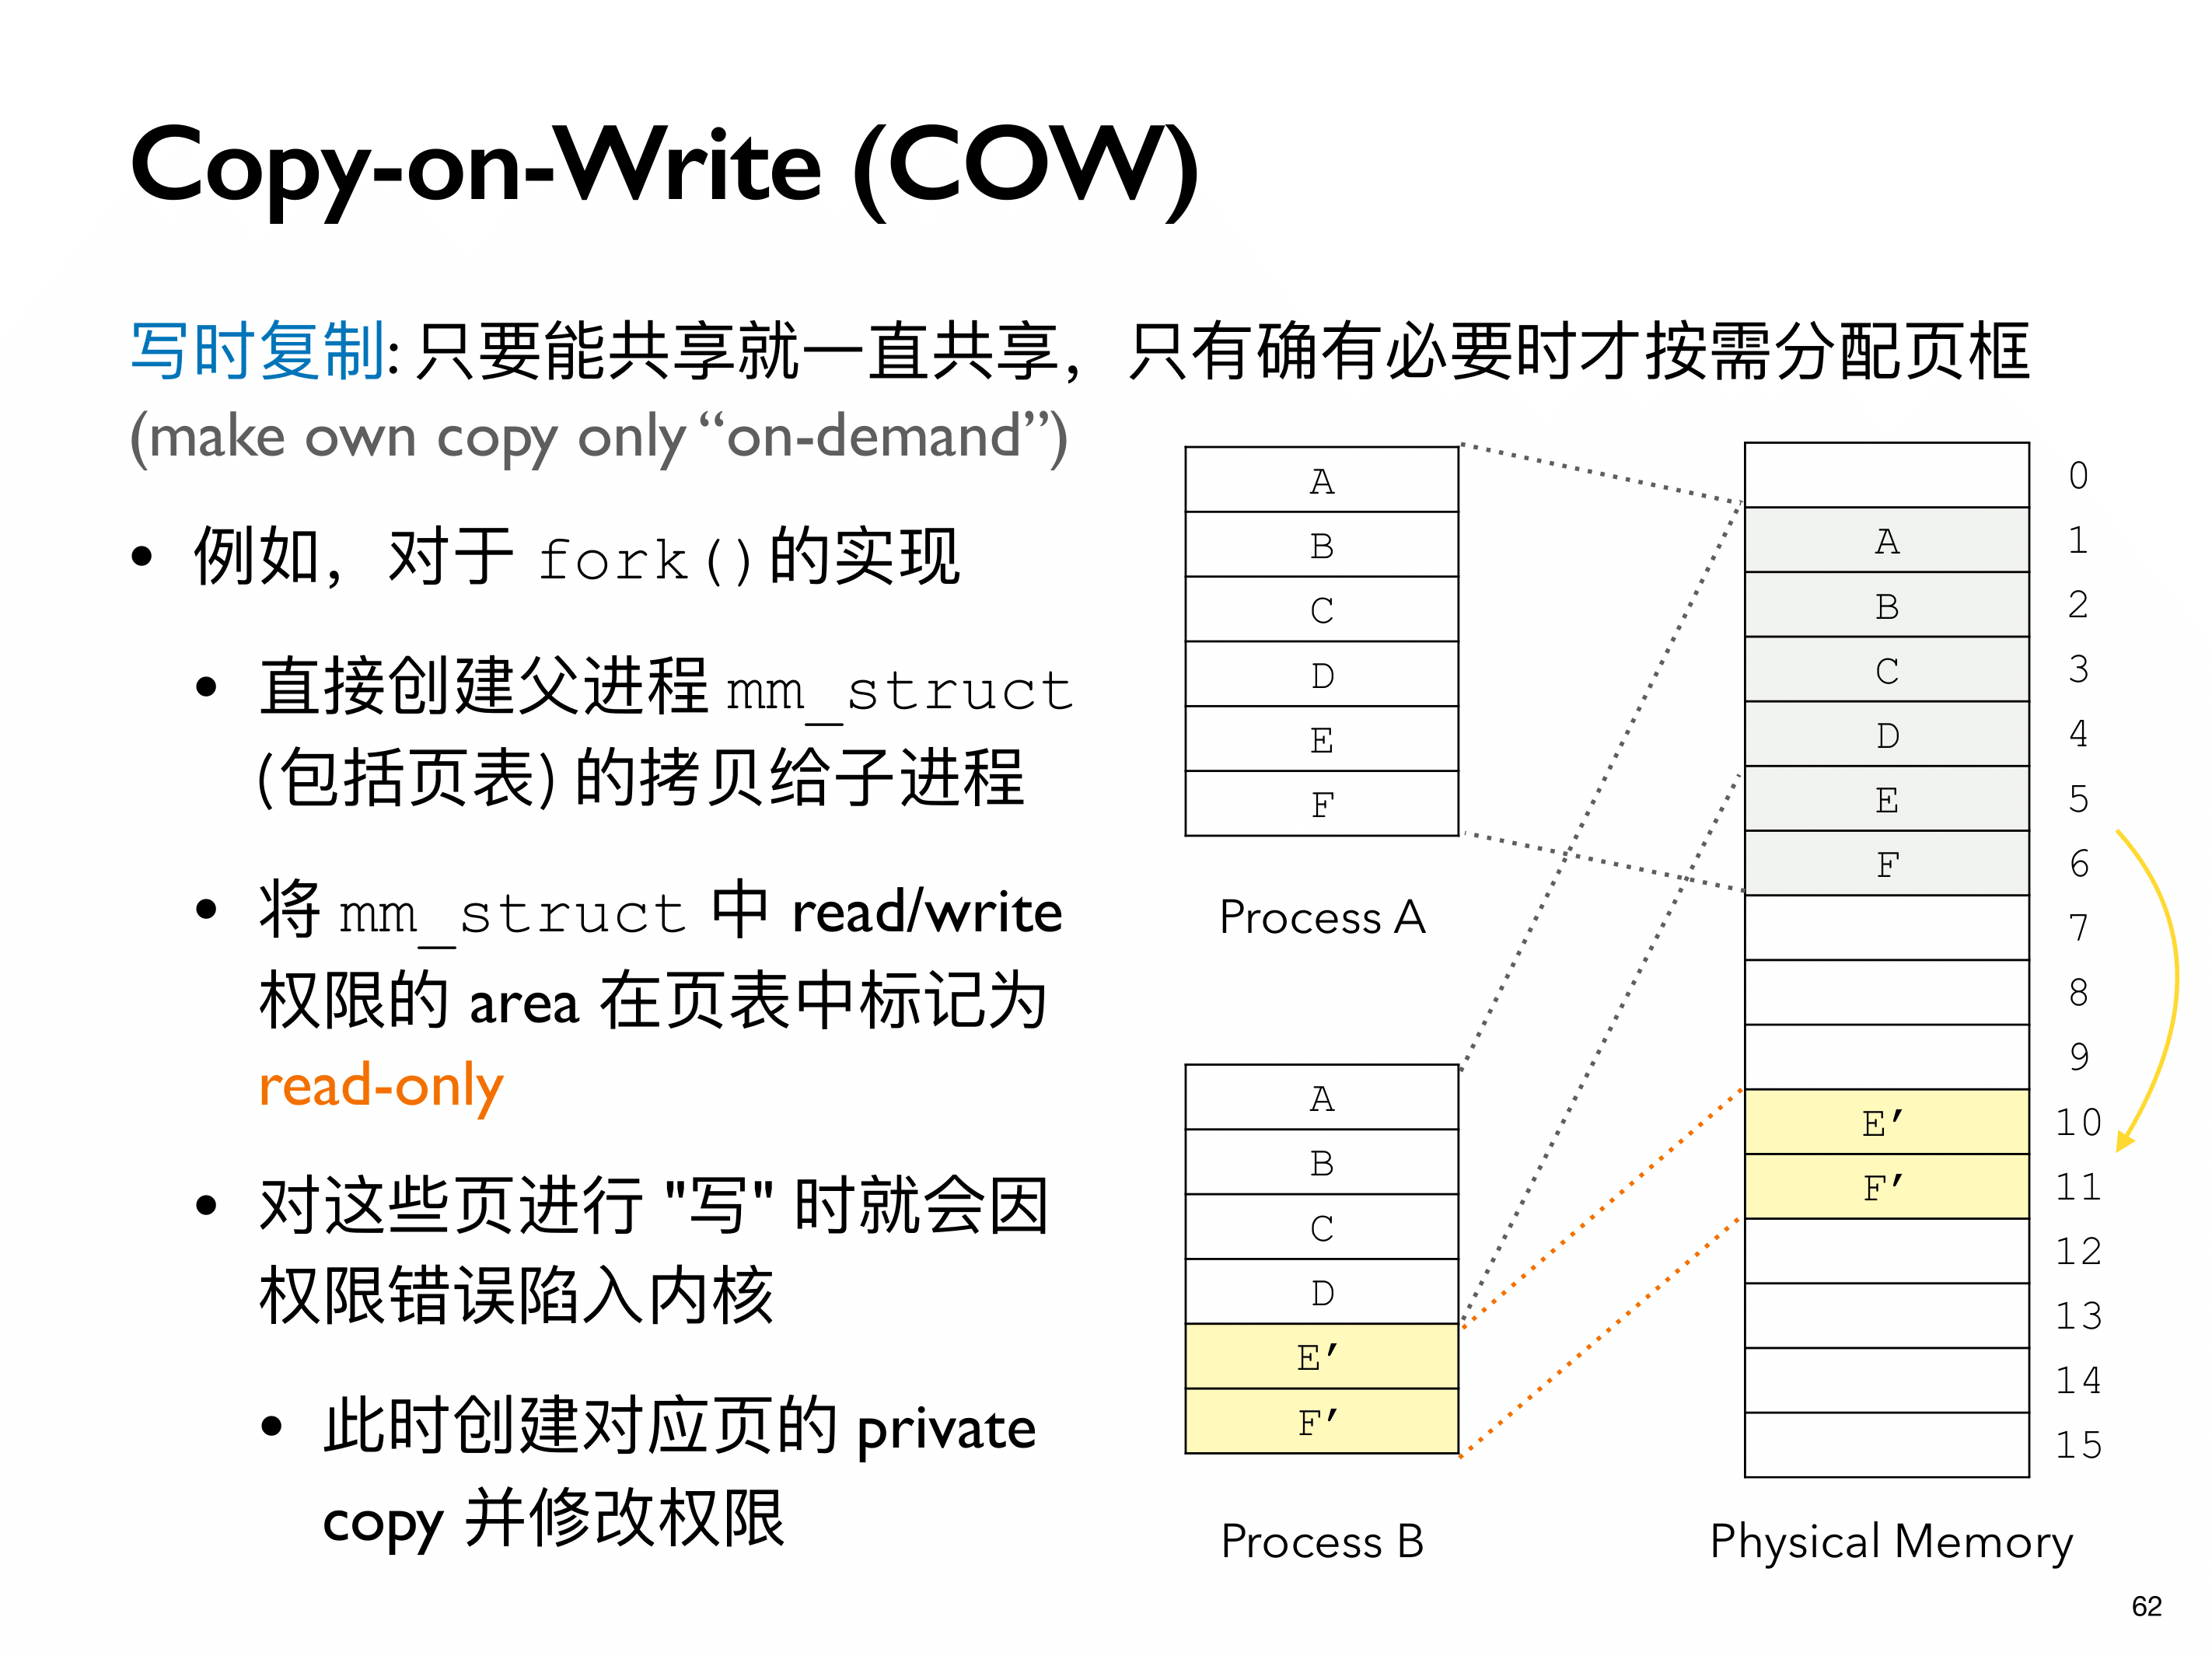 Copy-on-Write (COW)
写时复制: 只要能共享就一直共享，只有确有必要时才按需分配页框
(make own copy only “on-demand”)
• 例如，对于 fork()的实现
• 直接创建父进程 mm_struct
(包括页表) 的拷贝给子进程
• 将 mm_struct 中 read/write
权限的 area 在页表中标记为
read-only
• 对这些页进行 "写" 时就会因
权限错误陷入内核
• 此时创建对应页的 private
copy 并修改权限
A
B
C
D
E
F
Process A
A
B
C
D
E′
F′
Process B
0
A 1
B 2
C 3
D 4
E 5
F 6
7
8
9
E′ 10
F′ 11
12
13
14
15
Physical Memory
62